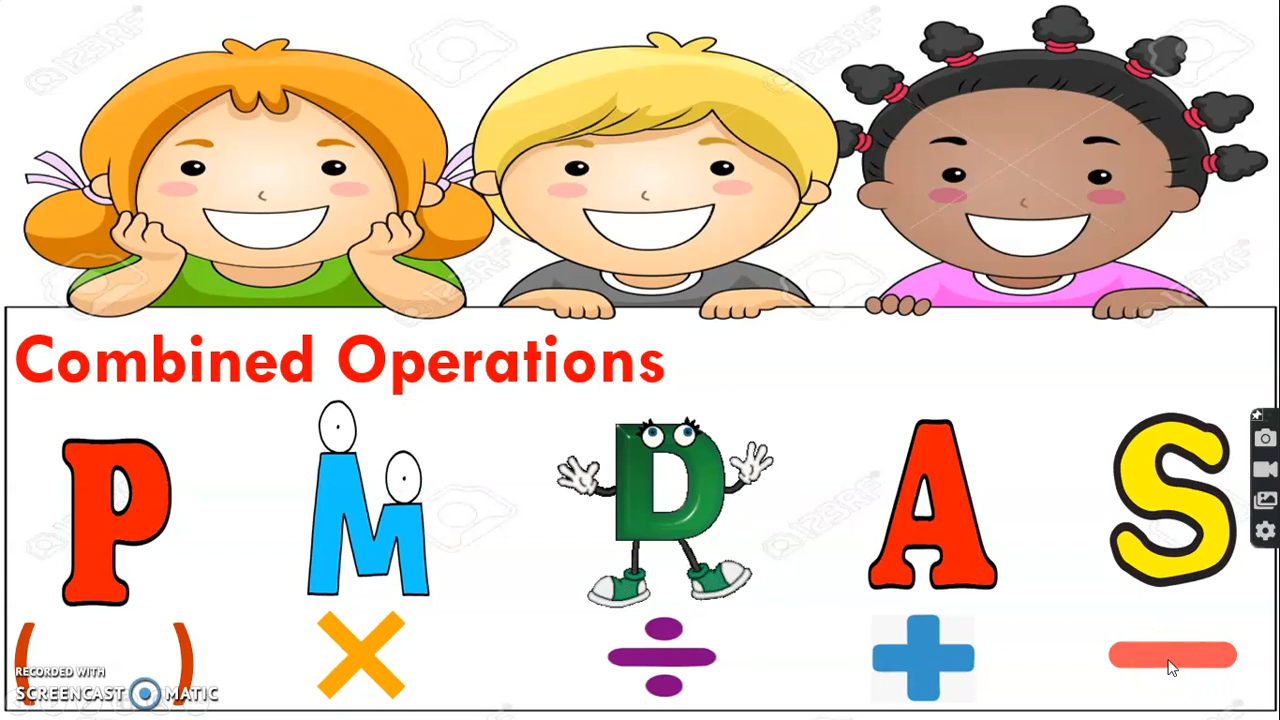 Combined Operations
P M D A S
( ) × ÷ + −
RECORDED WITH
SCREENCAST MATIC